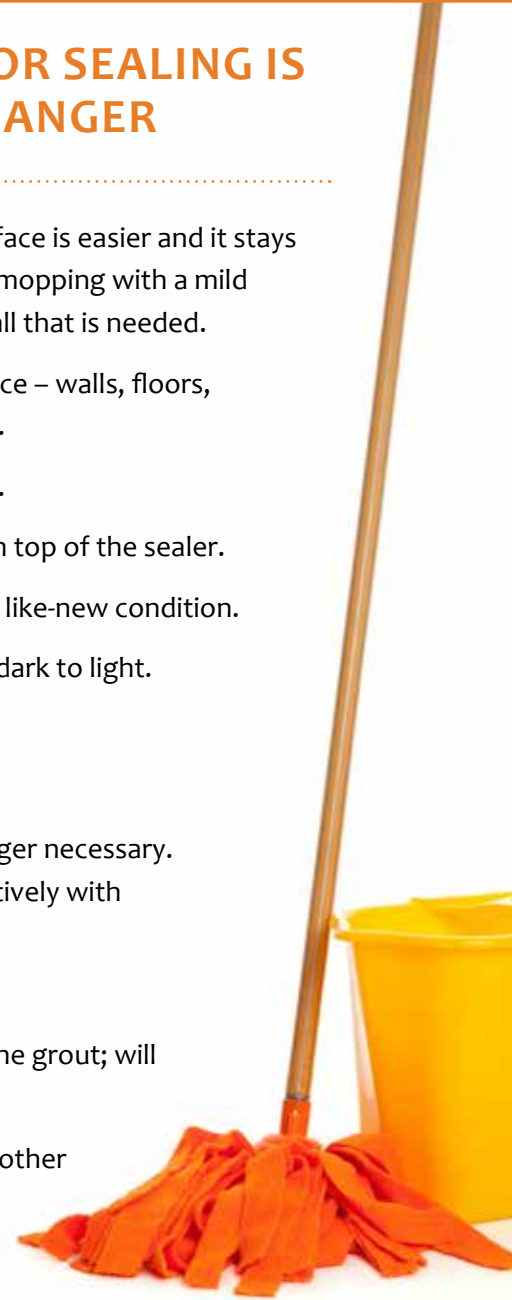 OR SEALING IS
ANGER
face is easier and it stays
mopping with a mild
all that is needed.
ce – walls, floors,
.
.
n top of the sealer.
like-new condition.
dark to light.
ger necessary.
tively with
he grout; will
other